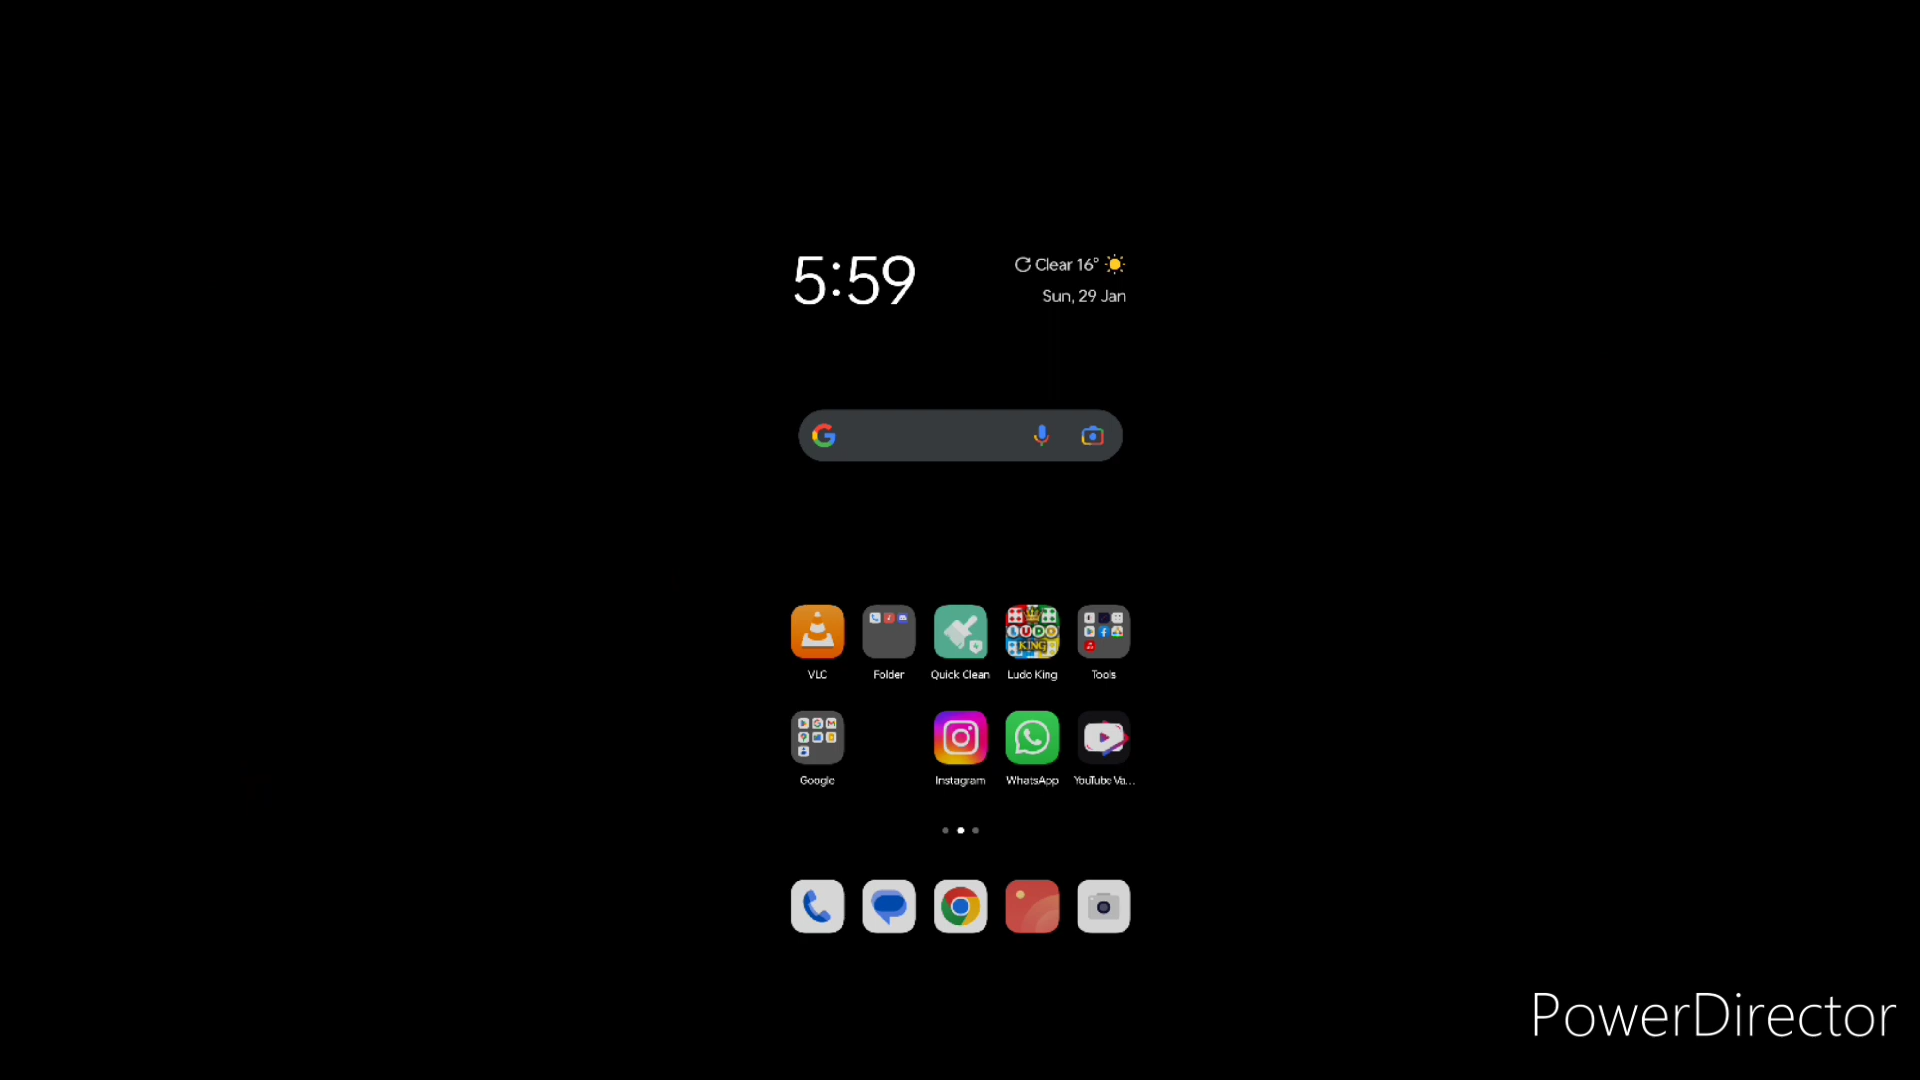 5:59
Clear 16°
Sun, 29 Jan
VLC
Folder
Quick Clean
Ludo King
Tools
Google
Instagram
WhatsApp
YouTube Va...
PowerDirector